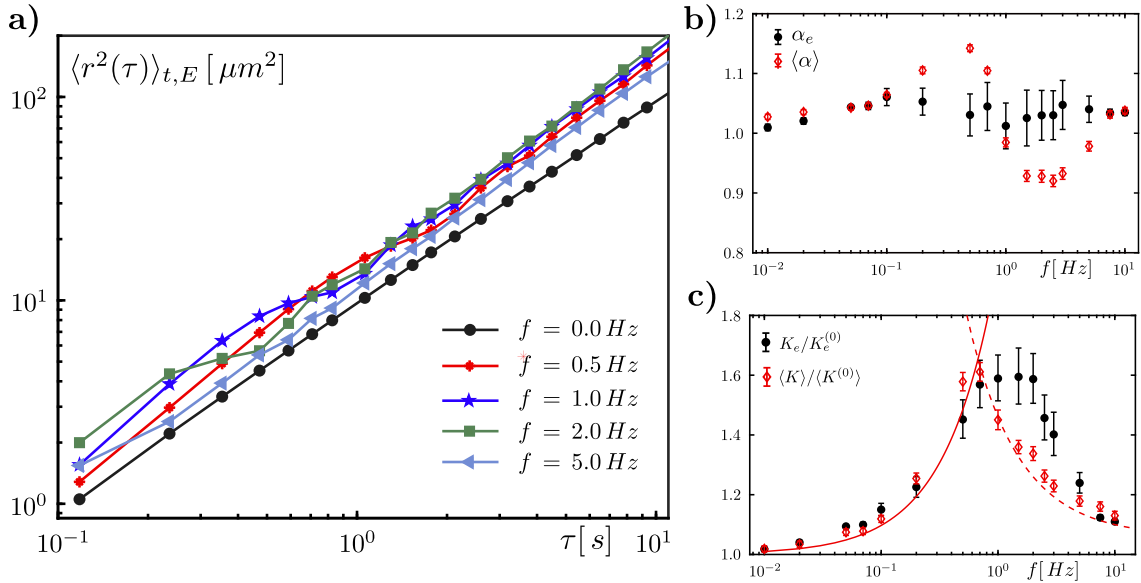 a)
⟨r²(τ)⟩t,E [μm²]
10²
10¹
10⁰
f = 0.0 Hz
f = 0.5 Hz
f = 1.0 Hz
f = 2.0 Hz
f = 5.0 Hz
10⁻¹ 10⁰ τ[s] 10¹
b)
1.2
1.1
1.0
0.9
0.8
αe
⟨α⟩
10⁻² 10⁻¹ 10⁰ f[Hz] 10¹
c)
1.8
1.6
1.4
1.2
1.0
Ke/Ke⁽⁰⁾
⟨K⟩/⟨K⁽⁰⁾⟩
10⁻² 10⁻¹ 10⁰ f[Hz] 10¹